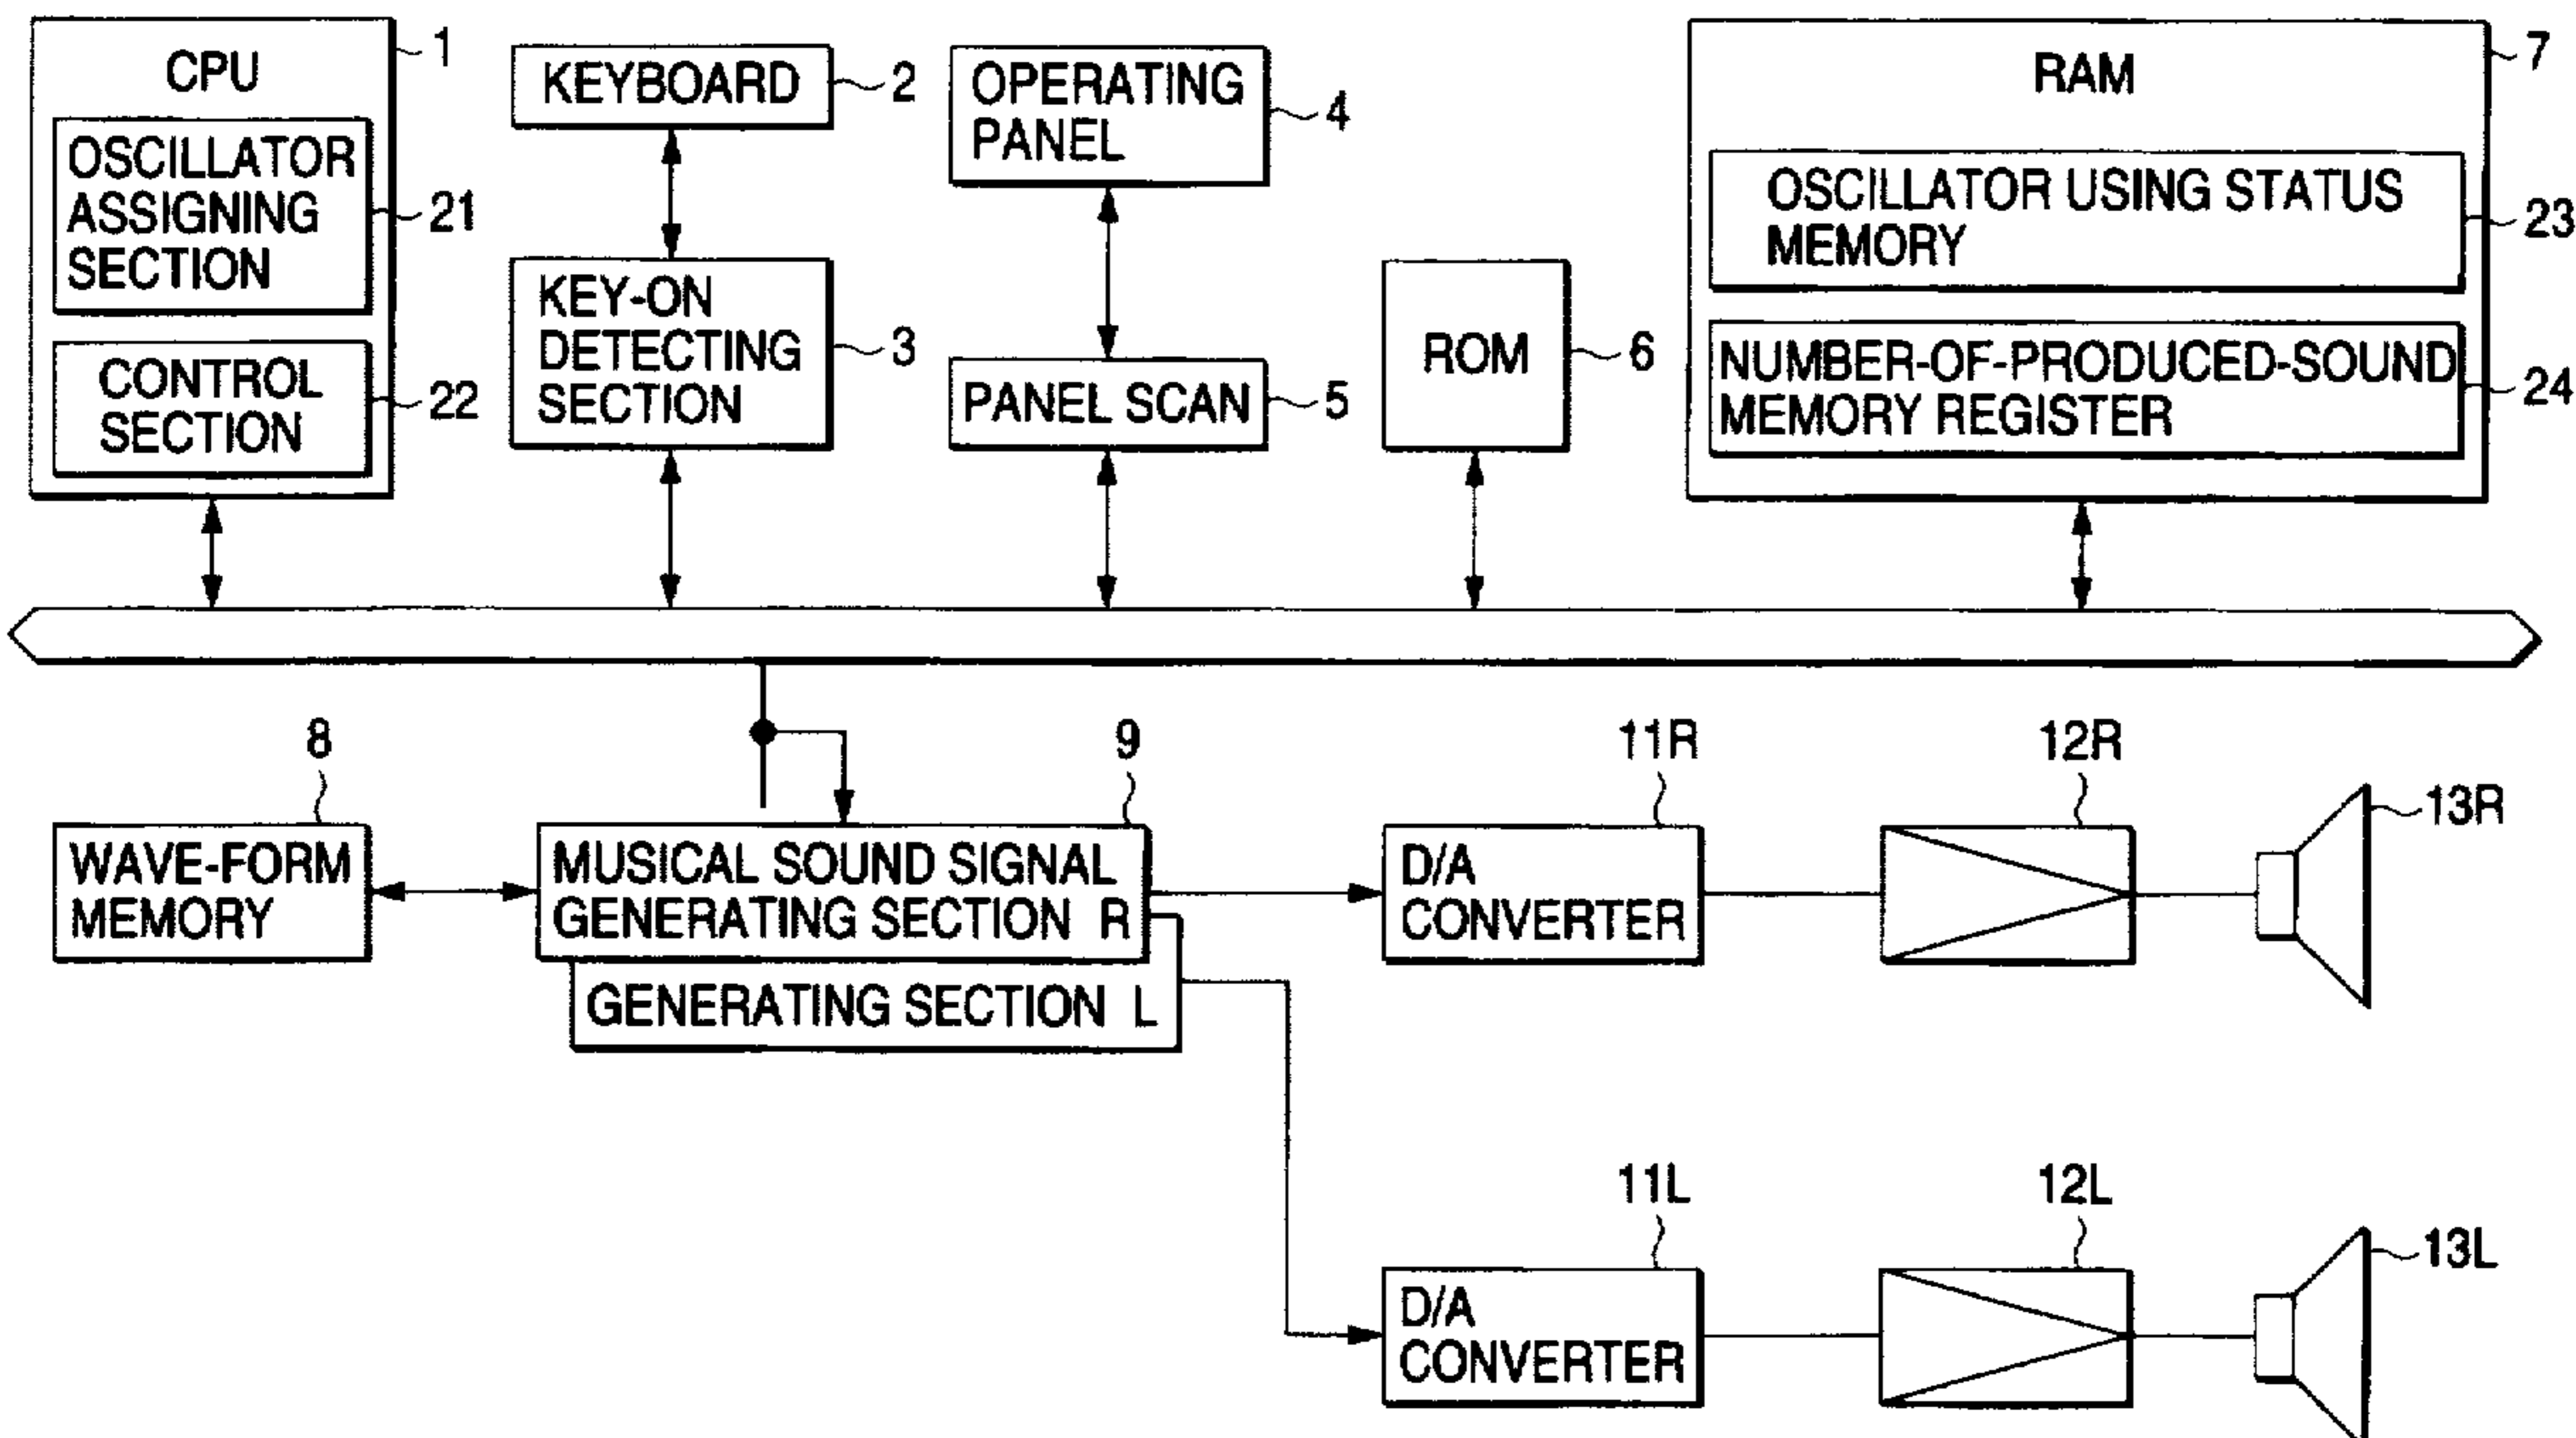 CPU
1
OSCILLATOR
ASSIGNING
SECTION
21
CONTROL
SECTION
22
KEYBOARD
2
KEY-ON
DETECTING
SECTION
3
OPERATING
PANEL
4
PANEL SCAN
5
ROM
6
RAM
7
OSCILLATOR USING STATUS
MEMORY
23
NUMBER-OF-PRODUCED-SOUND
MEMORY REGISTER
24
8
WAVE-FORM
MEMORY
9
MUSICAL SOUND SIGNAL
GENERATING SECTION R
GENERATING SECTION L
11R
D/A
CONVERTER
12R
13R
11L
D/A
CONVERTER
12L
13L